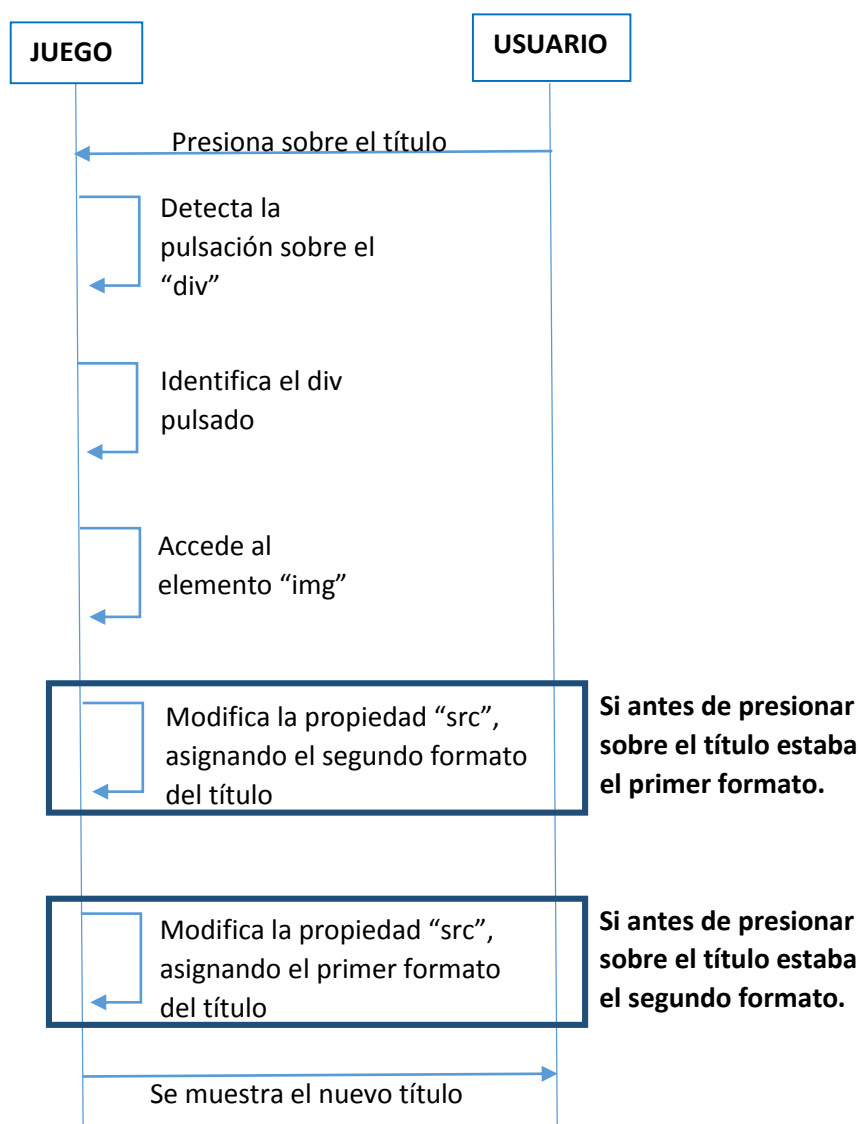 JUEGO
USUARIO
Presiona sobre el título
Detecta la
pulsación sobre el
“div”
Identifica el div
pulsado
Accede al
elemento “img”
Modifica la propiedad “src”,
asignando el segundo formato
del título
Si antes de presionar
sobre el título estaba
el primer formato.
Modifica la propiedad “src”,
asignando el primer formato
del título
Si antes de presionar
sobre el título estaba
el segundo formato.
Se muestra el nuevo título